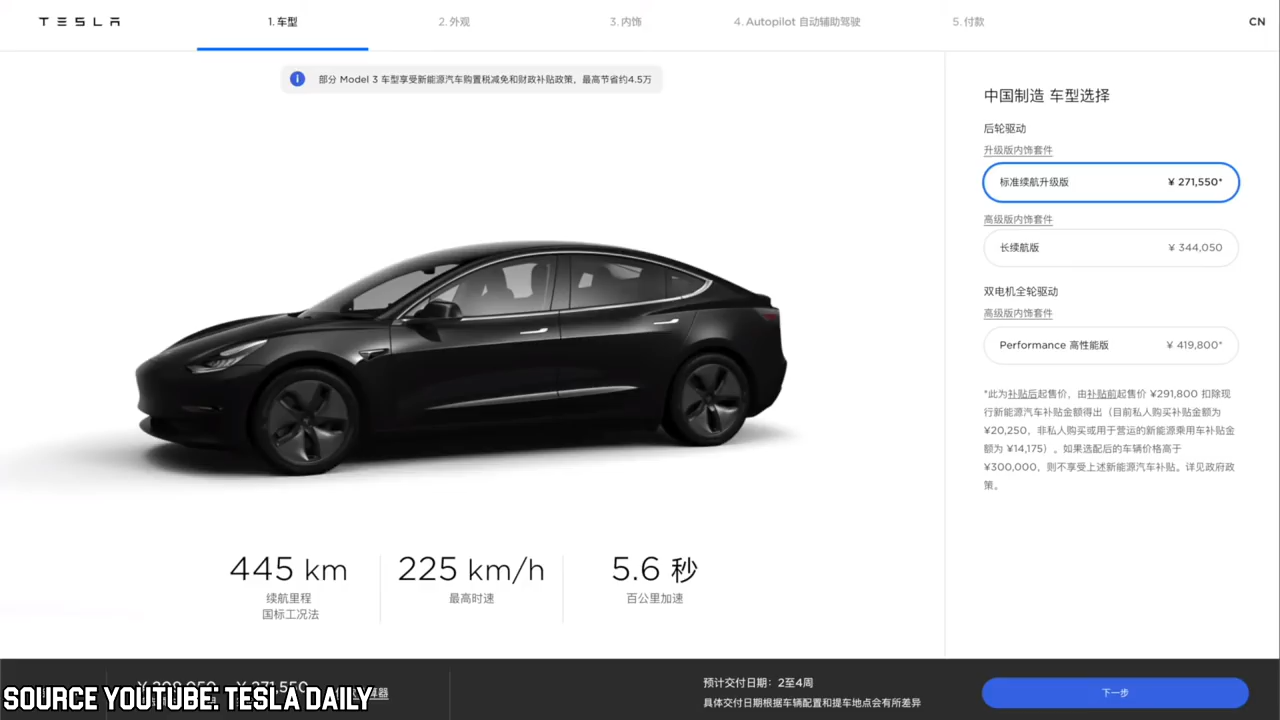 TESLA
1. 车型
2. 外观
3. 内饰
4. Autopilot 自动辅助驾驶
5. 付款
CN
部分 Model 3 车型享受新能源汽车购置税减免和财政补贴政策，最高节省约4.5万
中国制造 车型选择
后轮驱动
升级版内饰套件
标准续航升级版 ¥ 271,550*
高级版内饰套件
长续航版 ¥ 344,050
双电机全轮驱动
高级版内饰套件
Performance 高性能版 ¥ 419,800*
*此为补贴后起售价，由补贴前起售价 ¥291,800 扣除现
行新能源汽车补贴金额得出（目前私人购买补贴金额为
¥20,250，非私人购买或用于营运的新能源乘用车补贴金
额为 ¥14,175）。如果选配后的车辆价格高于
¥300,000，则不享受上述新能源汽车补贴。详见政府政
策。
445 km
续航里程
国标工况法
225 km/h
最高时速
5.6 秒
百公里加速
SOURCE YOUTUBE: TESLA DAILY
预计交付日期：2至4周
具体交付日期根据车辆配置和提车地点会有所差异
下一步